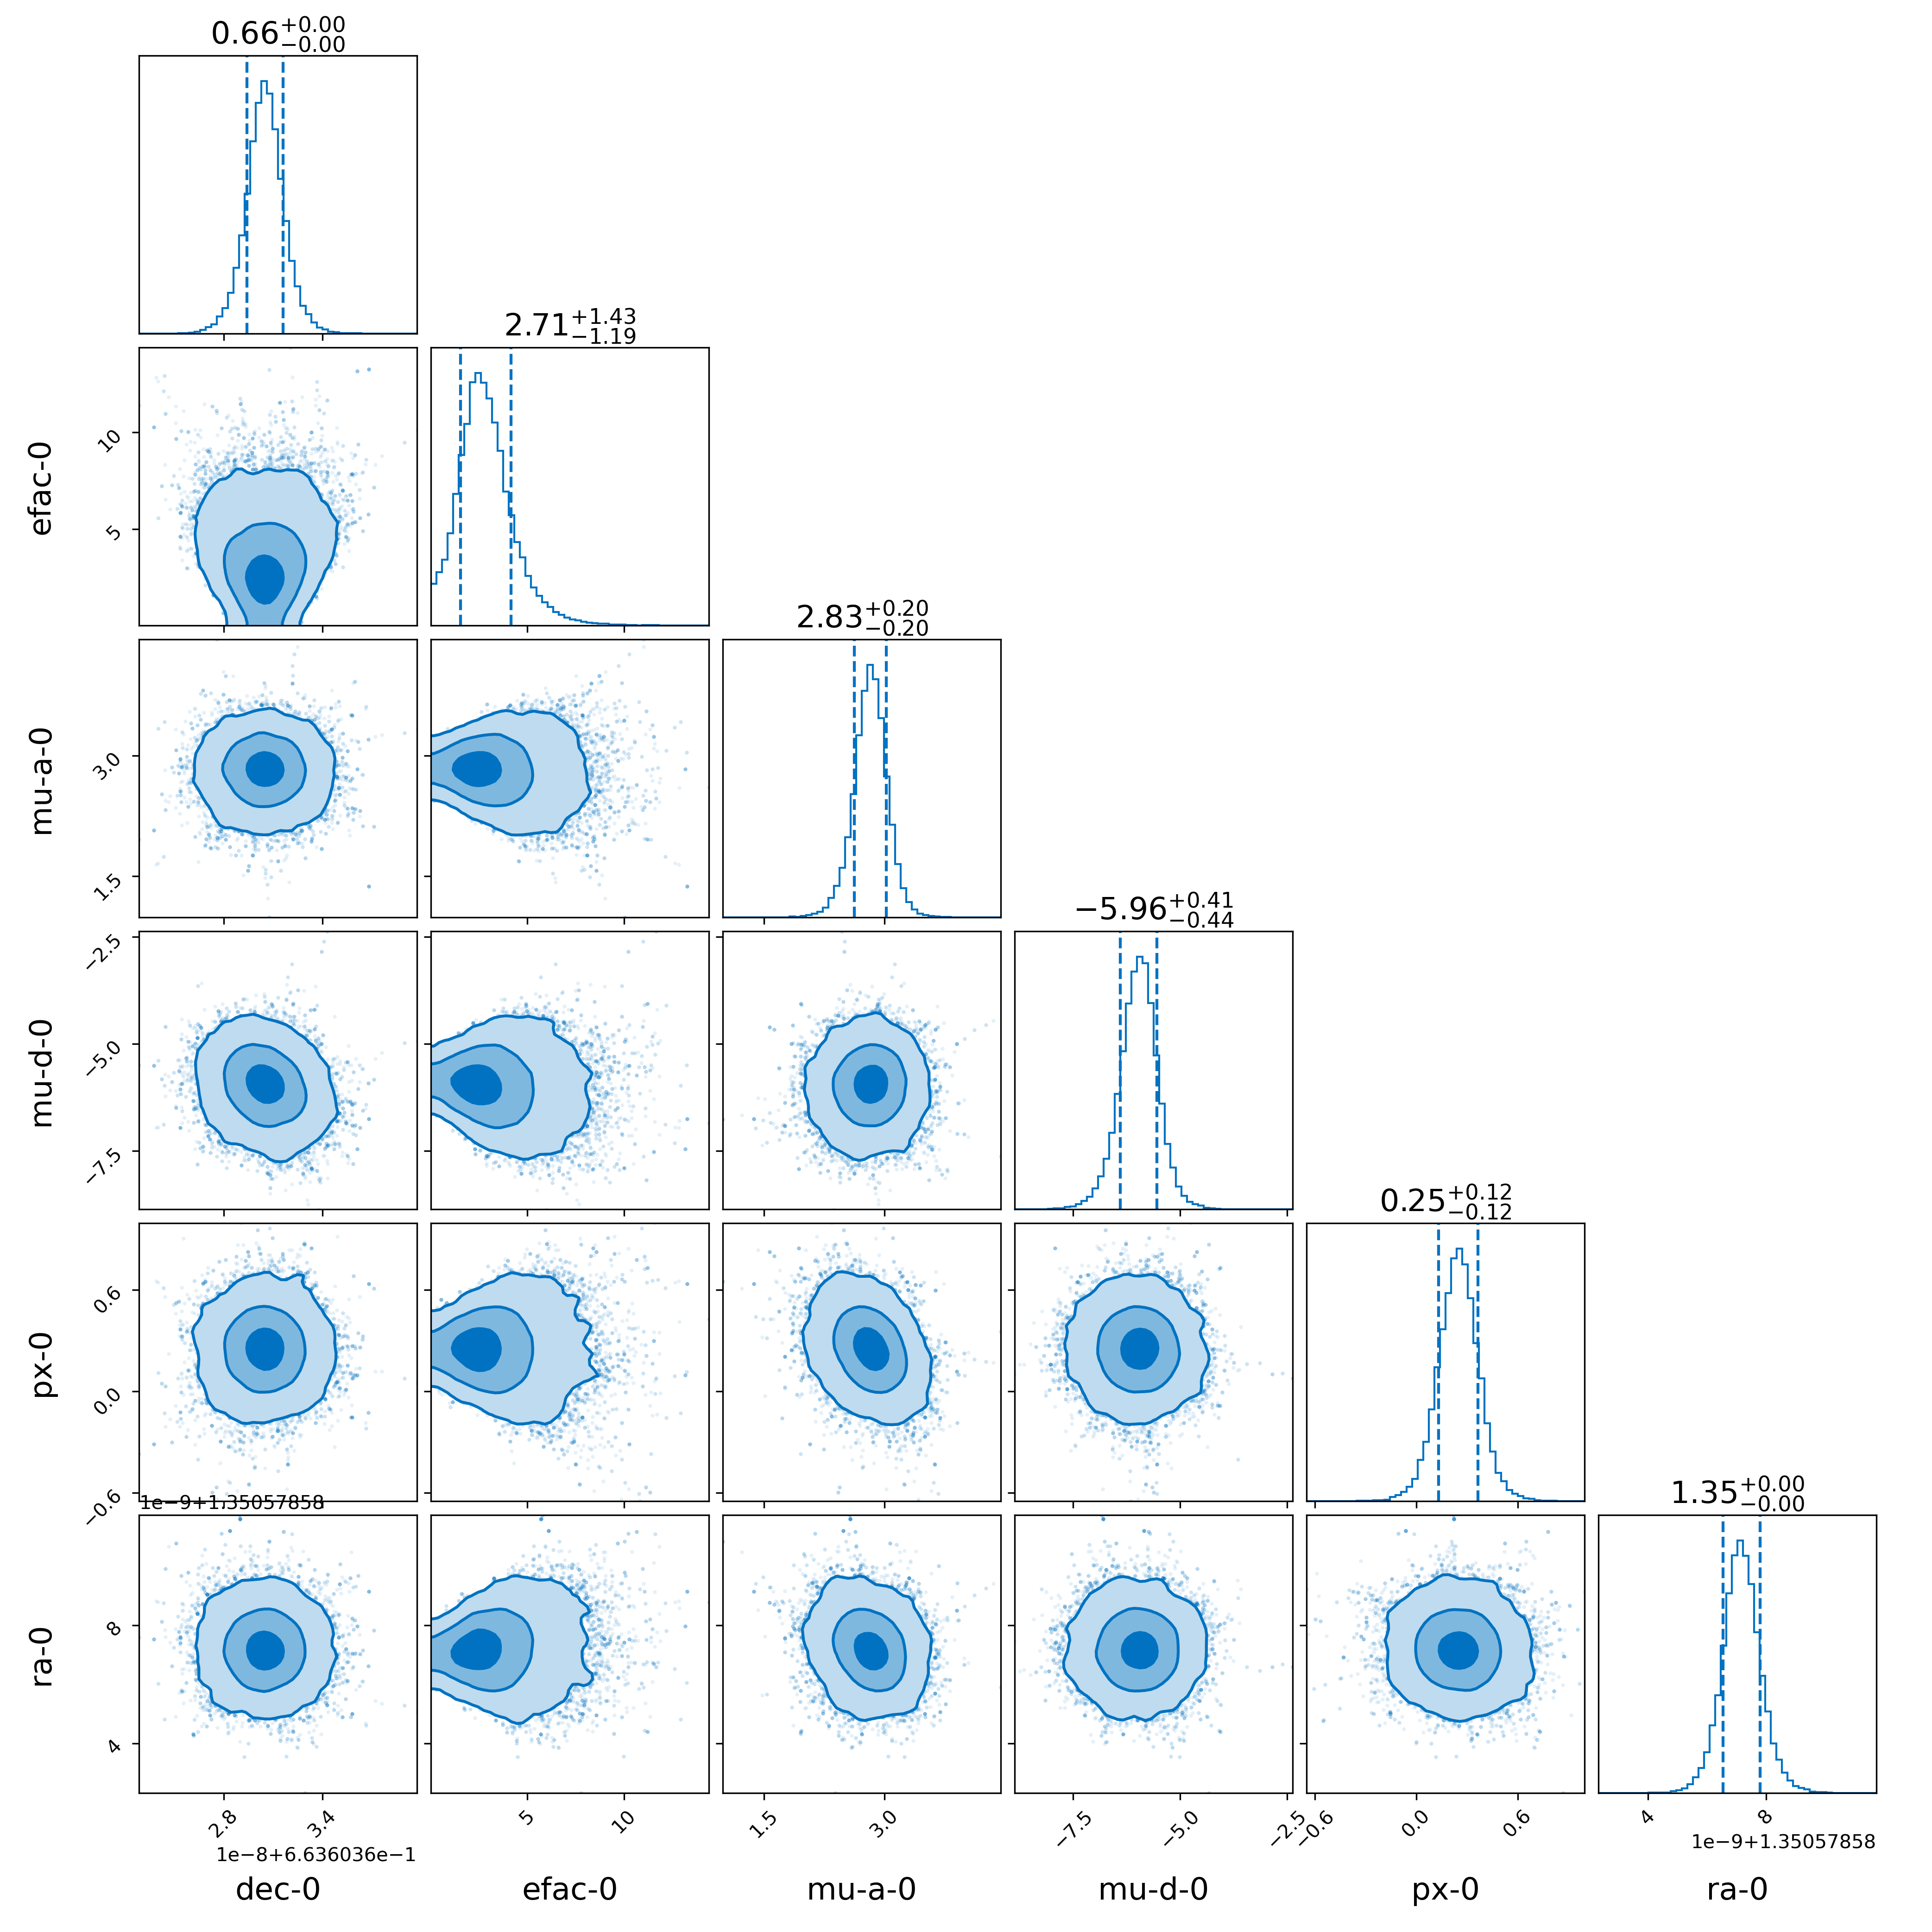 0.66+0.00−0.00
2.71+1.43−1.19
efac-0
10
5
2.83+0.20−0.20
mu-a-0
3.0
1.5
−5.96+0.41−0.44
mu-d-0
−2.5
−5.0
−7.5
0.25+0.12−0.12
px-0
0.6
0.0
−0.6
1e−9+1.35057858
1.35+0.00−0.00
ra-0
8
4
2.8 3.4 5 10 1.5 3.0 −7.5 −5.0 −2.5 −0.6 0.0 0.6 4 8
1e−8+6.636036e−1 1e−9+1.35057858
dec-0 efac-0 mu-a-0 mu-d-0 px-0 ra-0